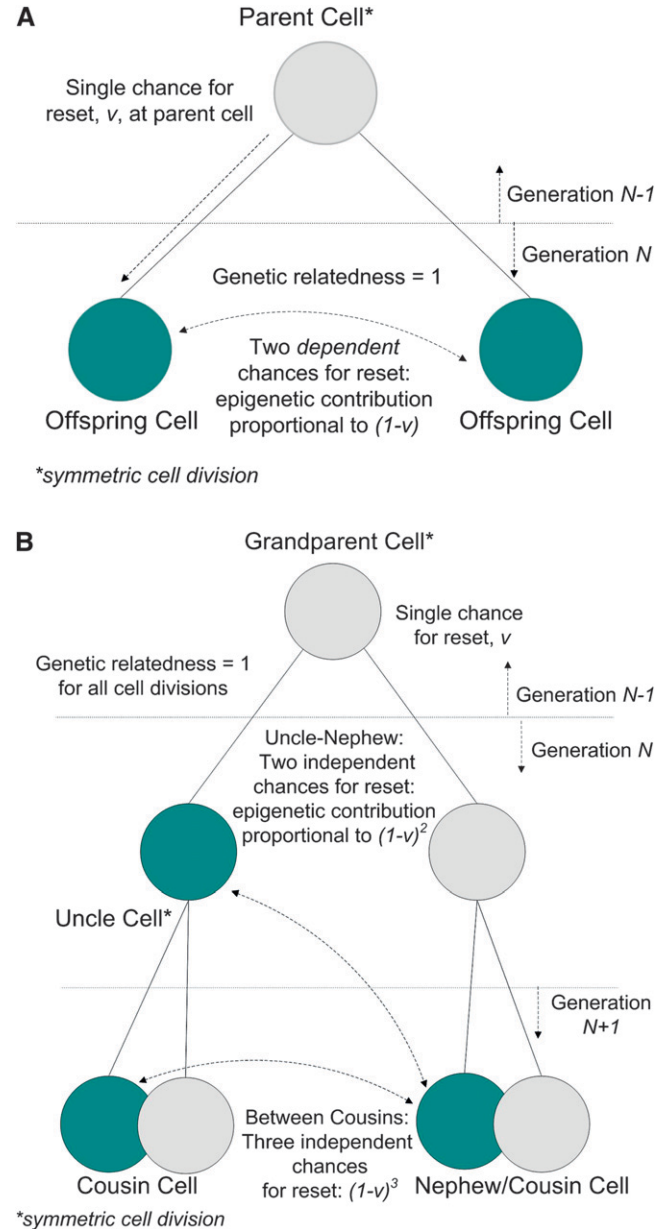 A
Parent Cell*
Single chance for
reset, v, at parent cell
Generation N-1
Generation N
Genetic relatedness = 1
Two dependent
chances for reset:
epigenetic contribution
proportional to (1-v)
Offspring Cell
Offspring Cell
*symmetric cell division
B
Grandparent Cell*
Single chance
for reset, v
Genetic relatedness = 1
for all cell divisions
Generation N-1
Generation N
Uncle-Nephew:
Two independent
chances for reset:
epigenetic contribution
proportional to (1-v)²
Uncle Cell*
Generation
N+1
Between Cousins:
Three independent
chances
for reset: (1-v)³
Cousin Cell
Nephew/Cousin Cell
*symmetric cell division